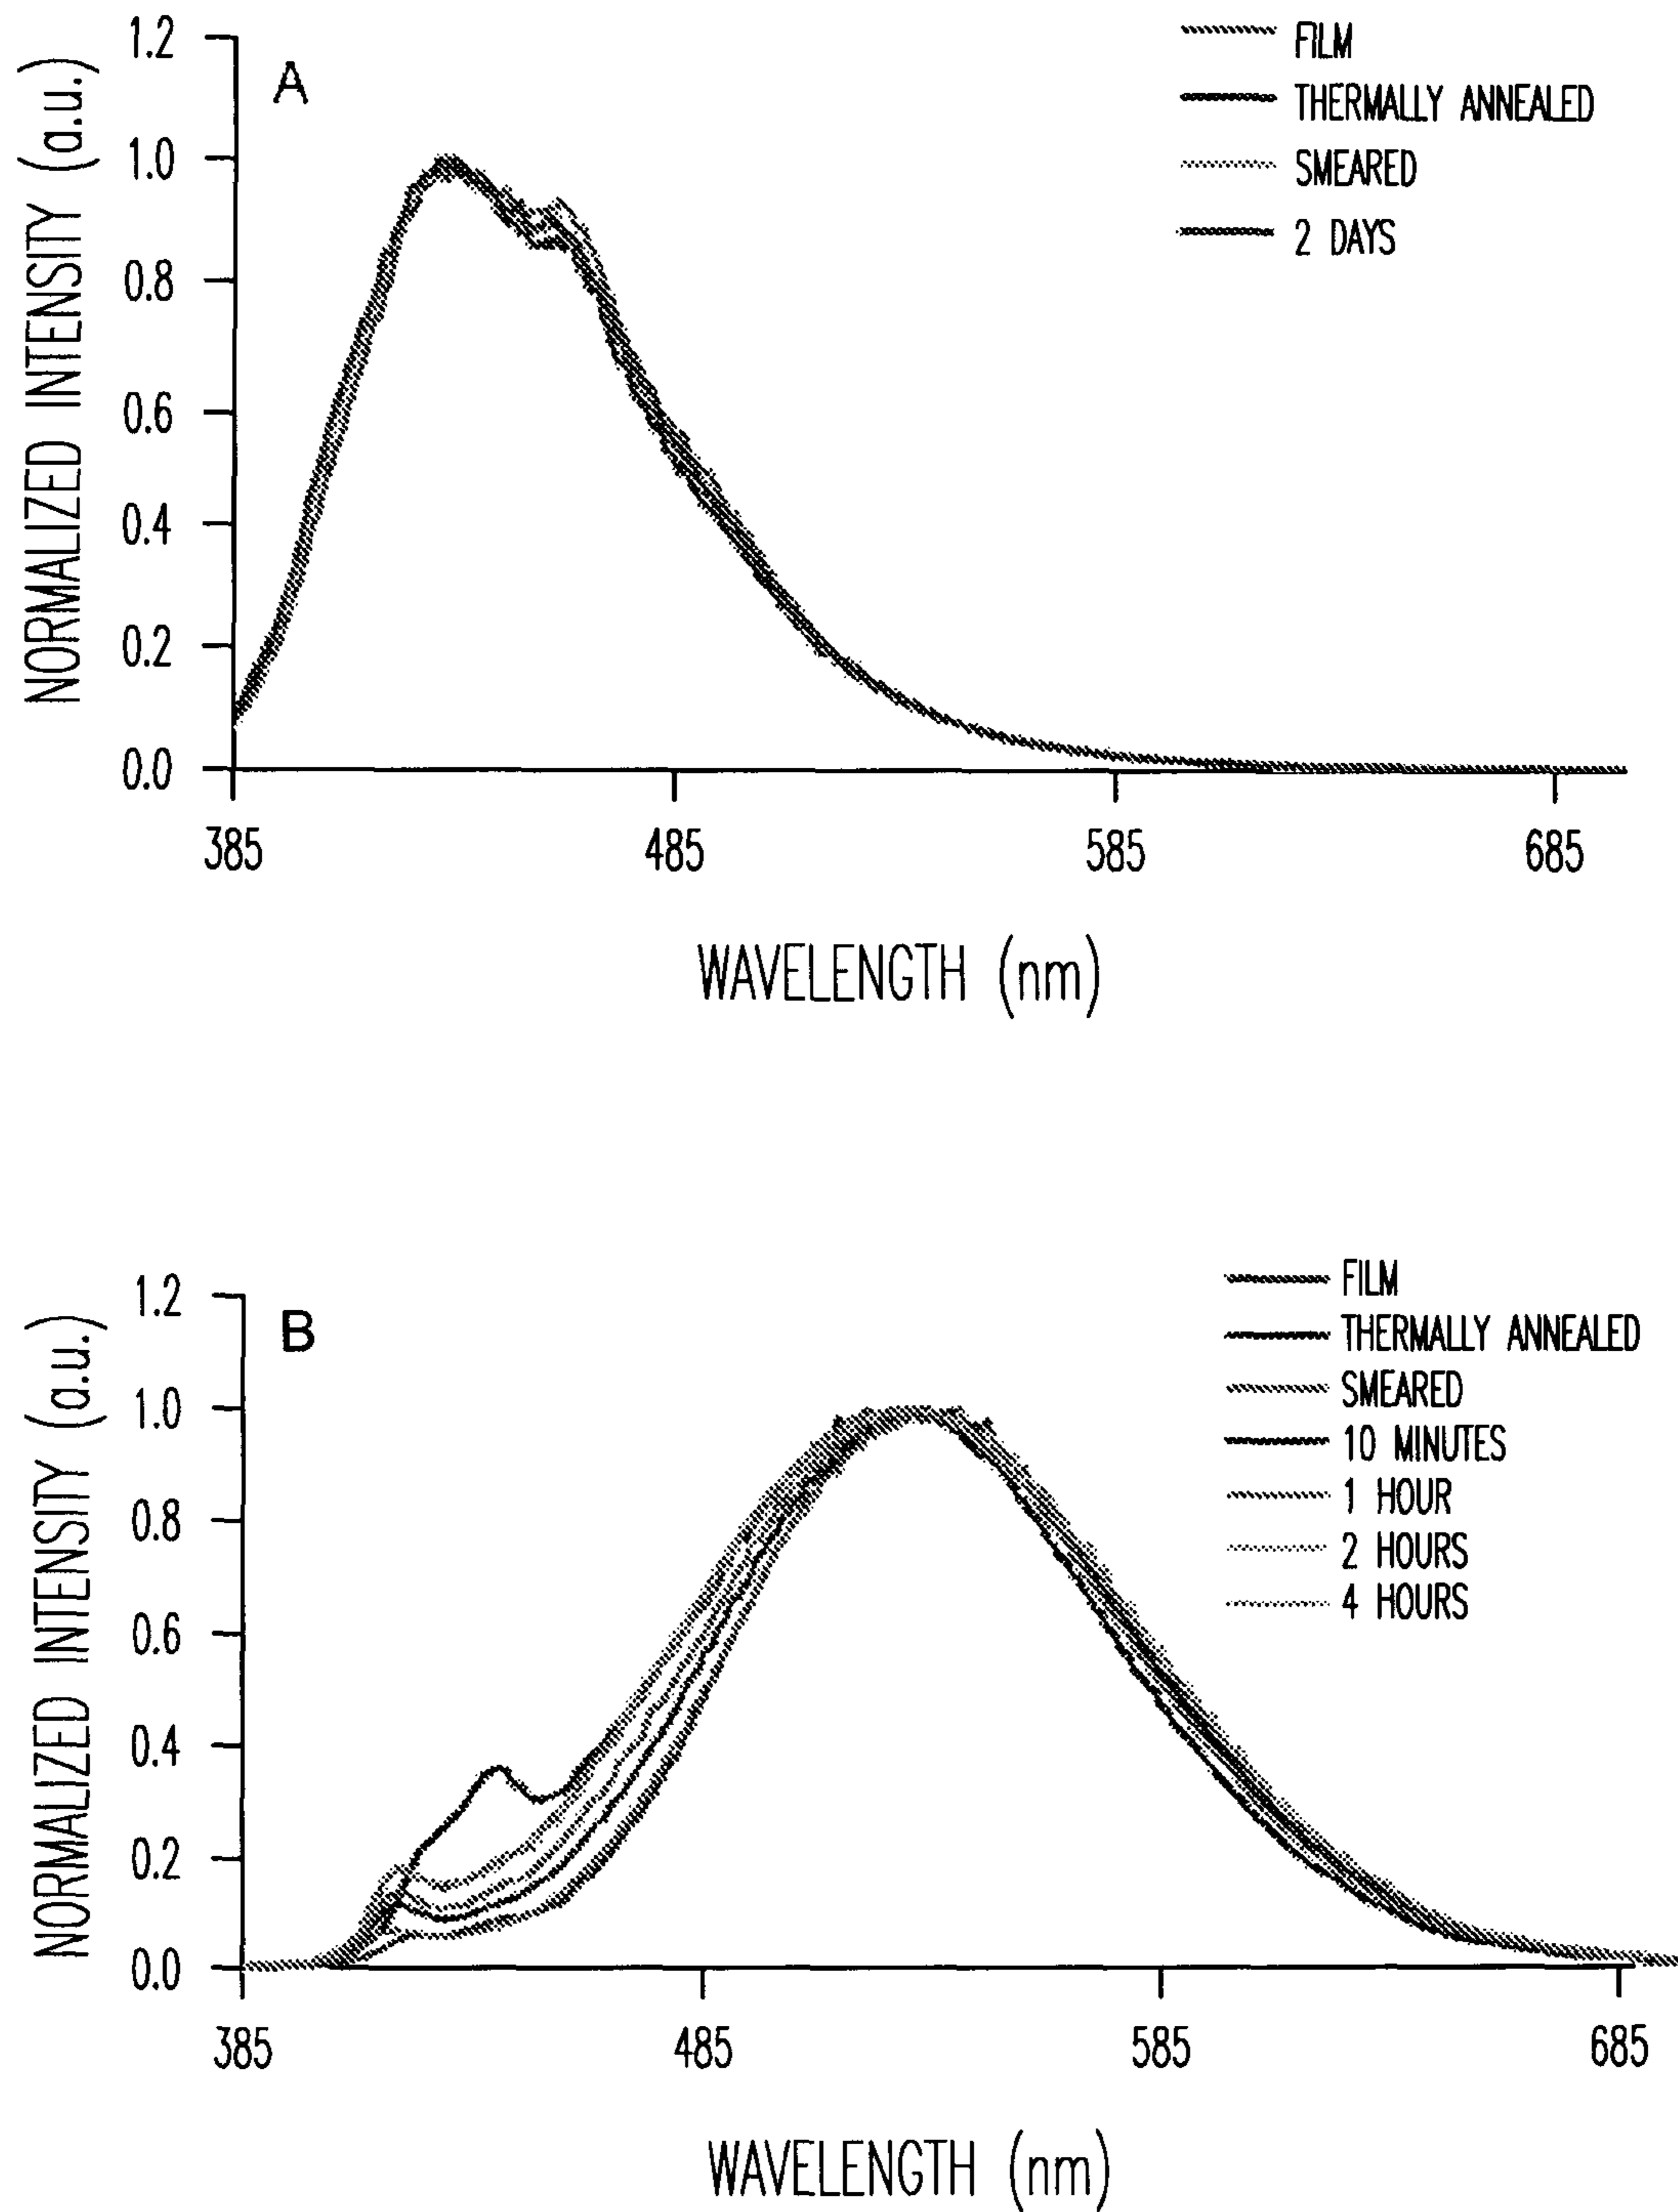 A
NORMALIZED INTENSITY (a.u.)
1.2
1.0
0.8
0.6
0.4
0.2
0.0
385
485
585
685
WAVELENGTH (nm)
FILM
THERMALLY ANNEALED
SMEARED
2 DAYS
B
NORMALIZED INTENSITY (a.u.)
1.2
1.0
0.8
0.6
0.4
0.2
0.0
385
485
585
685
WAVELENGTH (nm)
FILM
THERMALLY ANNEALED
SMEARED
10 MINUTES
1 HOUR
2 HOURS
4 HOURS